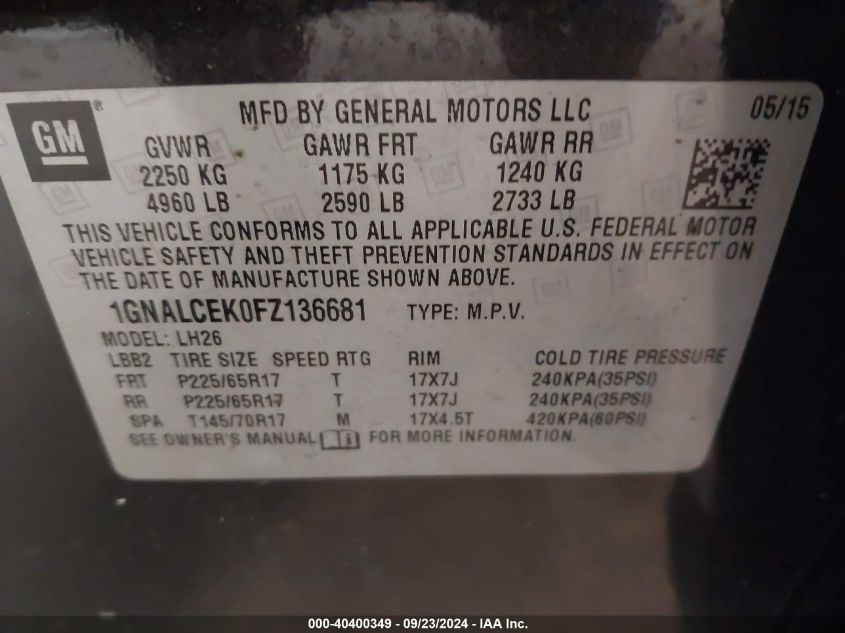 GM ®
MFD BY GENERAL MOTORS LLC 05/15
GVWR GAWR FRT GAWR RR
2250 KG 1175 KG 1240 KG
4960 LB 2590 LB 2733 LB
THIS VEHICLE CONFORMS TO ALL APPLICABLE U.S. FEDERAL MOTOR
VEHICLE SAFETY AND THEFT PREVENTION STANDARDS IN EFFECT ON
THE DATE OF MANUFACTURE SHOWN ABOVE.
1GNALCEK0FZ136681 TYPE: M.P.V.
MODEL: LH26
LBB2 TIRE SIZE SPEED RTG RIM COLD TIRE PRESSURE
FRT P225/65R17 T 17X7J 240KPA(35PSI)
RR P225/65R17 T 17X7J 240KPA(35PSI)
SPA T145/70R17 M 17X4.5T 420KPA(60PSI)
SEE OWNER'S MANUAL FOR MORE INFORMATION.
000-40400349 - 09/23/2024 - IAA Inc.